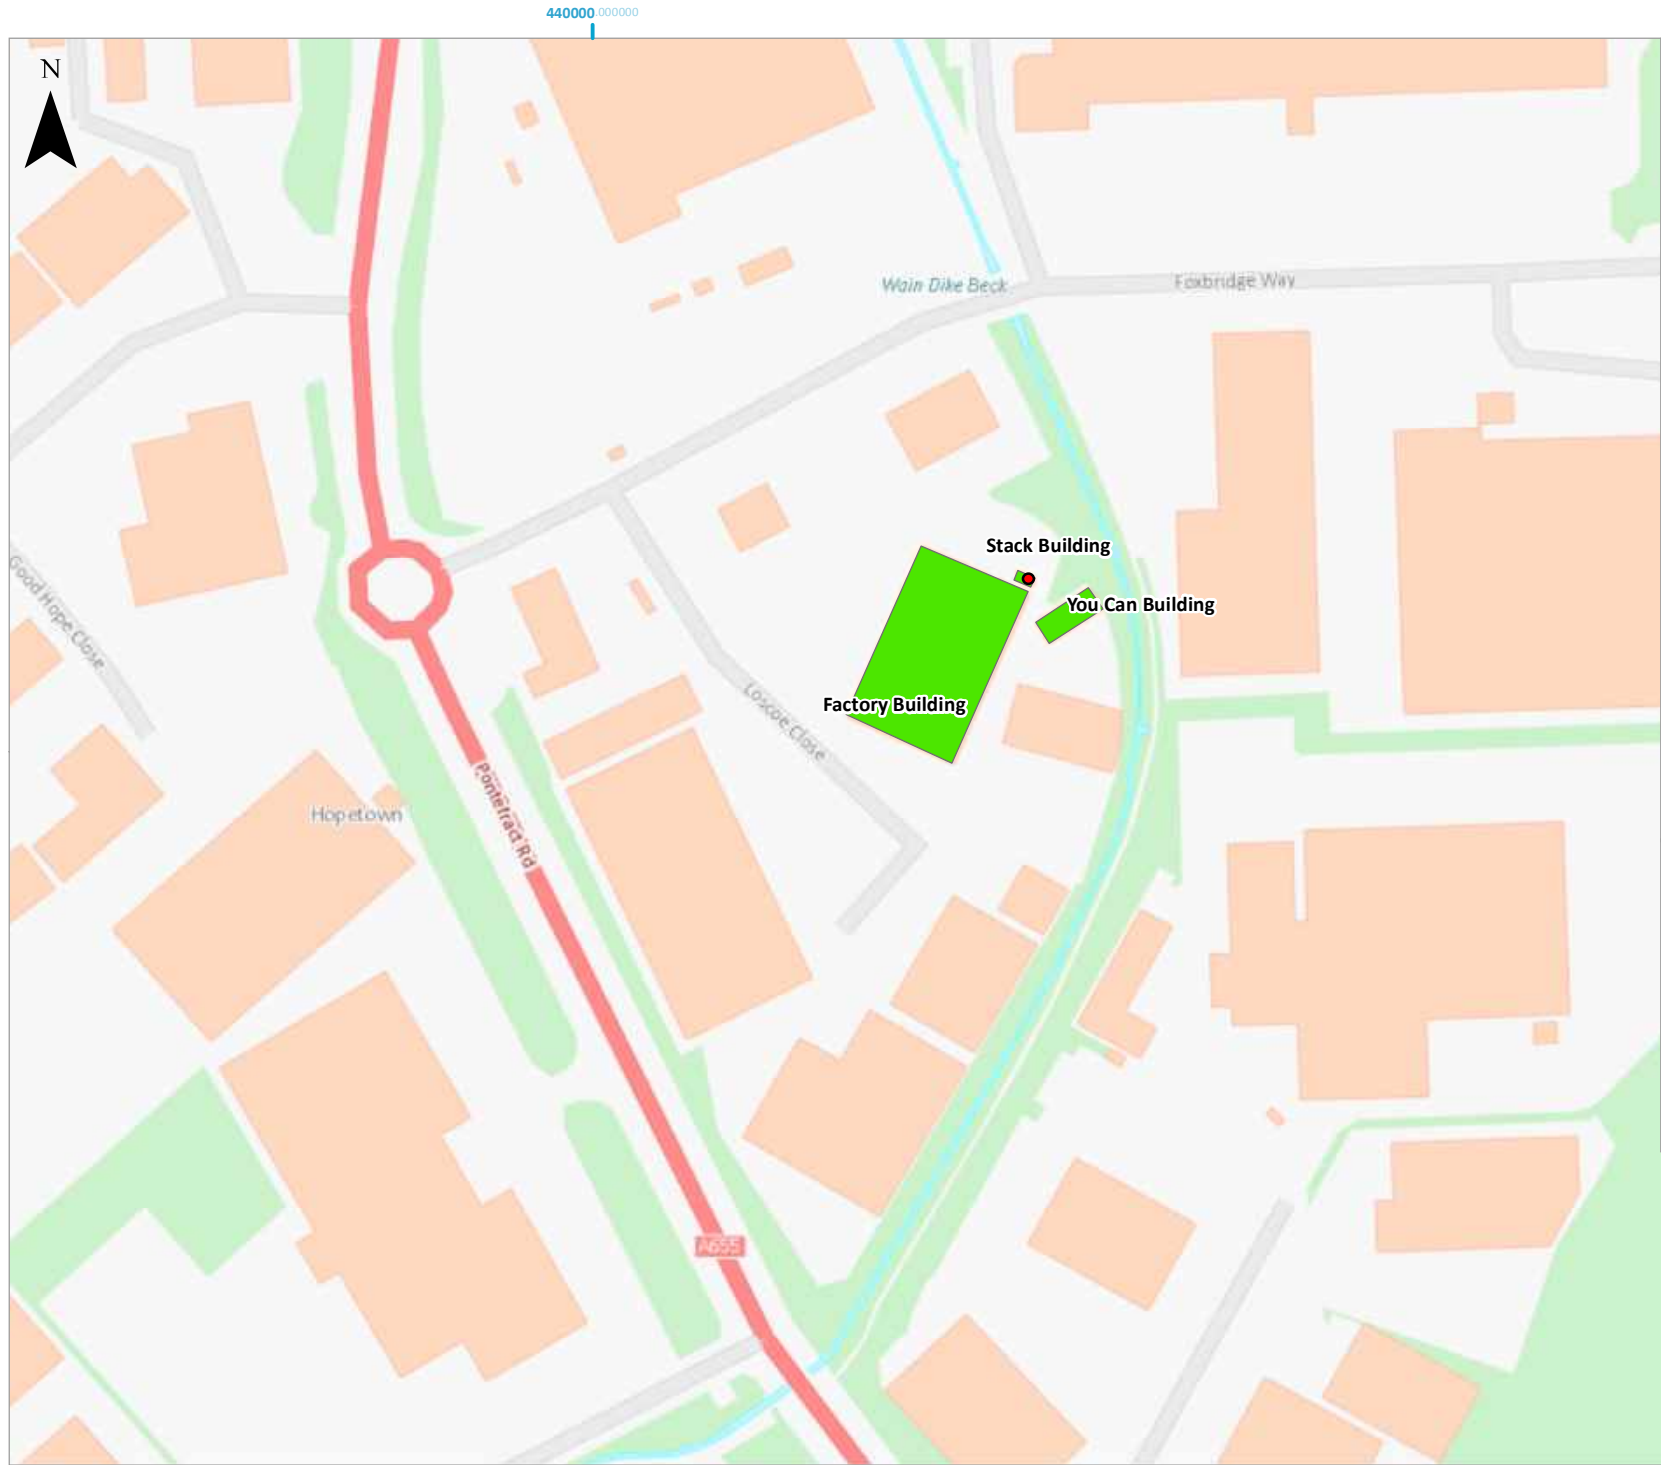 440000.000000
N
Wain Dike Beck
Foxbridge Way
Stack Building
You Can Building
Good Hope Close
Factory Building
Loscoe Close
Pontefract Rd
Hopetown
A655